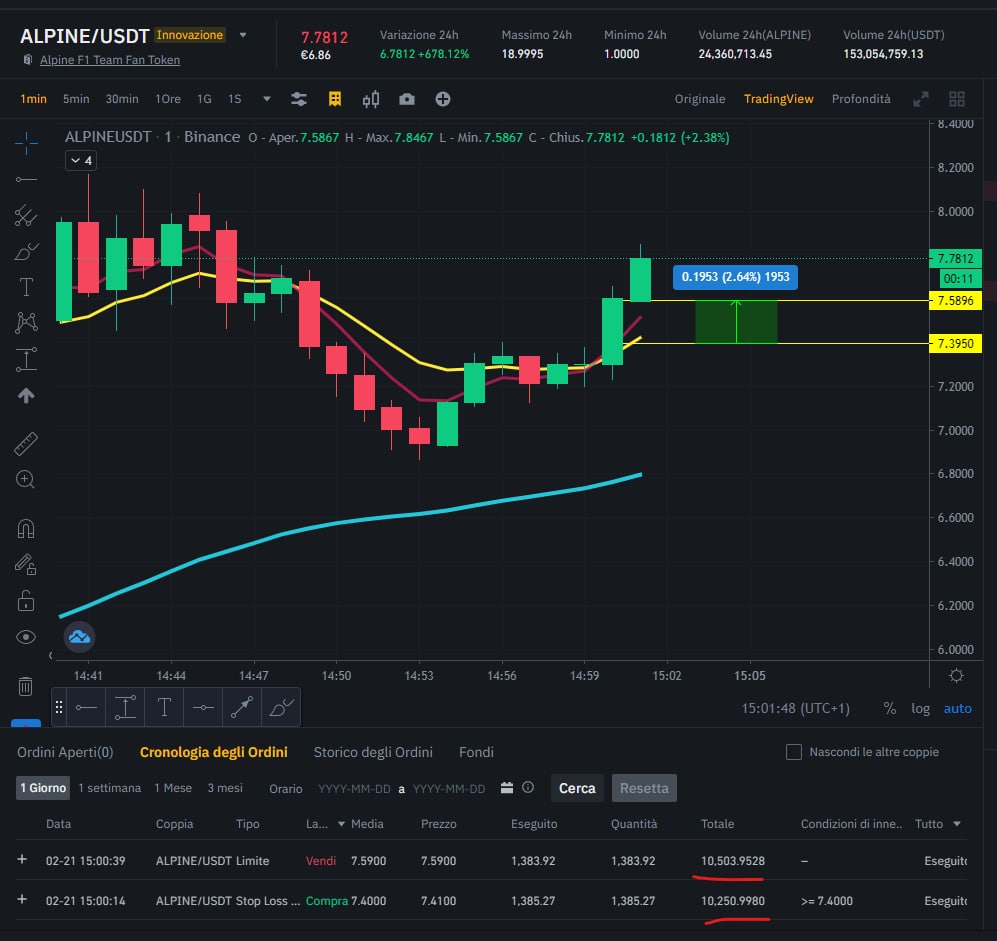 ALPINE/USDT Innovazione
Alpine F1 Team Fan Token
7.7812
€6.86
Variazione 24h
6.7812 +678.12%
Massimo 24h
18.9995
Minimo 24h
1.0000
Volume 24h(ALPINE)
24,360,713.45
Volume 24h(USDT)
153,054,759.13
1min 5min 30min 1Ore 1G 1S
Originale TradingView Profondità
ALPINEUSDT · 1 · Binance O - Aper.7.5867 H - Max.7.8467 L - Min.7.5867 C - Chius.7.7812 +0.1812 (+2.38%)
4
8.4000
8.2000
8.0000
7.7812
00:11
7.5896
7.3950
7.2000
7.0000
6.8000
6.6000
6.4000
6.2000
6.0000
0.1953 (2.64%) 1953
14:41 14:44 14:47 14:50 14:53 14:56 14:59 15:02 15:05
15:01:48 (UTC+1) % log auto
Ordini Aperti(0) Cronologia degli Ordini Storico degli Ordini Fondi Nascondi le altre coppie
1 Giorno 1 settimana 1 Mese 3 mesi Orario YYYY-MM-DD a YYYY-MM-DD Cerca Resetta
Data Coppia Tipo La... Media Prezzo Eseguito Quantità Totale Condizioni di inne.. Tutto
+ 02-21 15:00:39 ALPINE/USDT Limite Vendi 7.5900 7.5900 1,383.92 1,383.92 10,503.9528 – Eseguito
+ 02-21 15:00:14 ALPINE/USDT Stop Loss ... Compra 7.4000 7.4100 1,385.27 1,385.27 10,250.9980 >= 7.4000 Eseguito